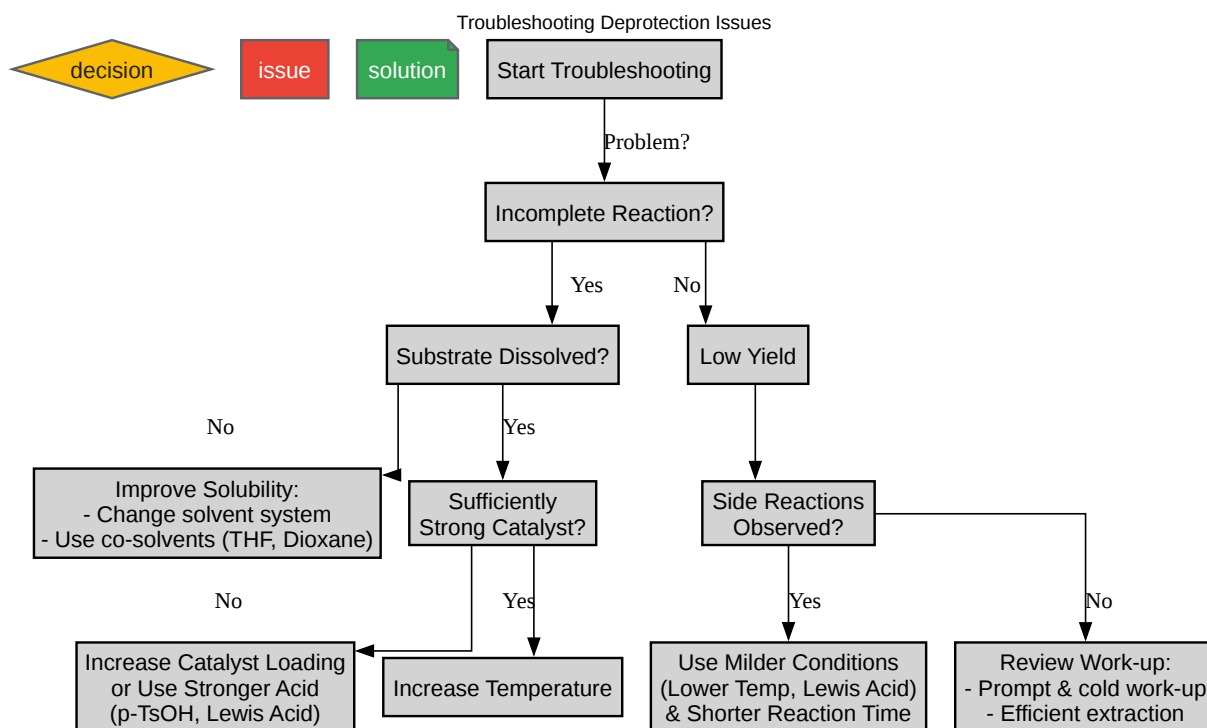 Troubleshooting Deprotection Issues
decision
issue
solution
Start Troubleshooting
Problem?
Incomplete Reaction?
Yes
No
Substrate Dissolved?
Low Yield
No
Yes
Improve Solubility:
- Change solvent system
- Use co-solvents (THF, Dioxane)
Sufficiently
Strong Catalyst?
Side Reactions
Observed?
No
Yes
Yes
No
Increase Catalyst Loading
or Use Stronger Acid
(p-TsOH, Lewis Acid)
Increase Temperature
Use Milder Conditions
(Lower Temp, Lewis Acid)
& Shorter Reaction Time
Review Work-up:
- Prompt & cold work-up
- Efficient extraction